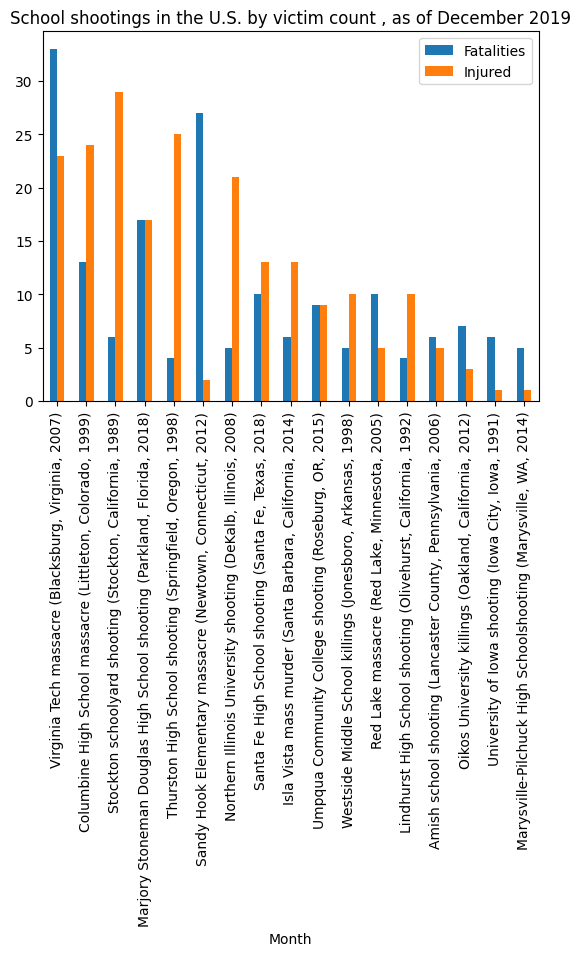 School shootings in the U.S. by victim count , as of December 2019
Fatalities
Injured
30
25
20
15
10
5
0
Virginia Tech massacre (Blacksburg, Virginia, 2007)
Columbine High School massacre (Littleton, Colorado, 1999)
Stockton schoolyard shooting (Stockton, California, 1989)
Marjory Stoneman Douglas High School shooting (Parkland, Florida, 2018)
Thurston High School shooting (Springfield, Oregon, 1998)
Sandy Hook Elementary massacre (Newtown, Connecticut, 2012)
Northern Illinois University shooting (DeKalb, Illinois, 2008)
Santa Fe High School shooting (Santa Fe, Texas, 2018)
Isla Vista mass murder (Santa Barbara, California, 2014)
Umpqua Community College shooting (Roseburg, OR, 2015)
Westside Middle School killings (Jonesboro, Arkansas, 1998)
Red Lake massacre (Red Lake, Minnesota, 2005)
Lindhurst High School shooting (Olivehurst, California, 1992)
Amish school shooting (Lancaster County, Pennsylvania, 2006)
Oikos University killings (Oakland, California, 2012)
University of Iowa shooting (Iowa City, Iowa, 1991)
Marysville-Pilchuck High Schoolshooting (Marysville, WA, 2014)
Month